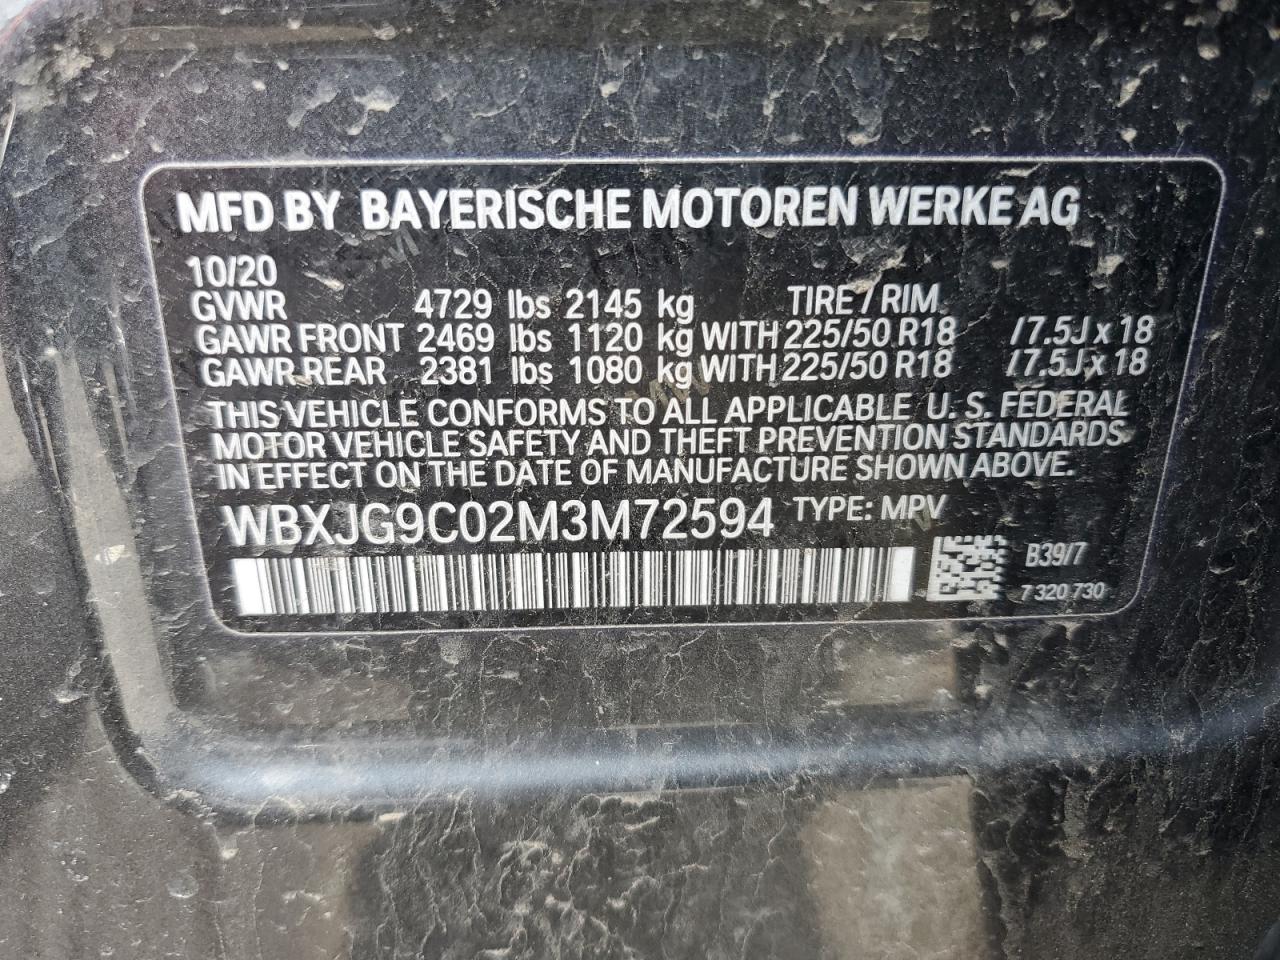 MFD BY BAYERISCHE MOTOREN WERKE AG
10/20
GVWR 4729 lbs 2145 kg TIRE / RIM
GAWR FRONT 2469 lbs 1120 kg WITH 225/50 R18 /7.5J x 18
GAWR REAR 2381 lbs 1080 kg WITH 225/50 R18 /7.5J x 18
THIS VEHICLE CONFORMS TO ALL APPLICABLE U. S. FEDERAL
MOTOR VEHICLE SAFETY AND THEFT PREVENTION STANDARDS
IN EFFECT ON THE DATE OF MANUFACTURE SHOWN ABOVE.
WBXJG9C02M3M72594 TYPE: MPV
B39/7
7 320 730